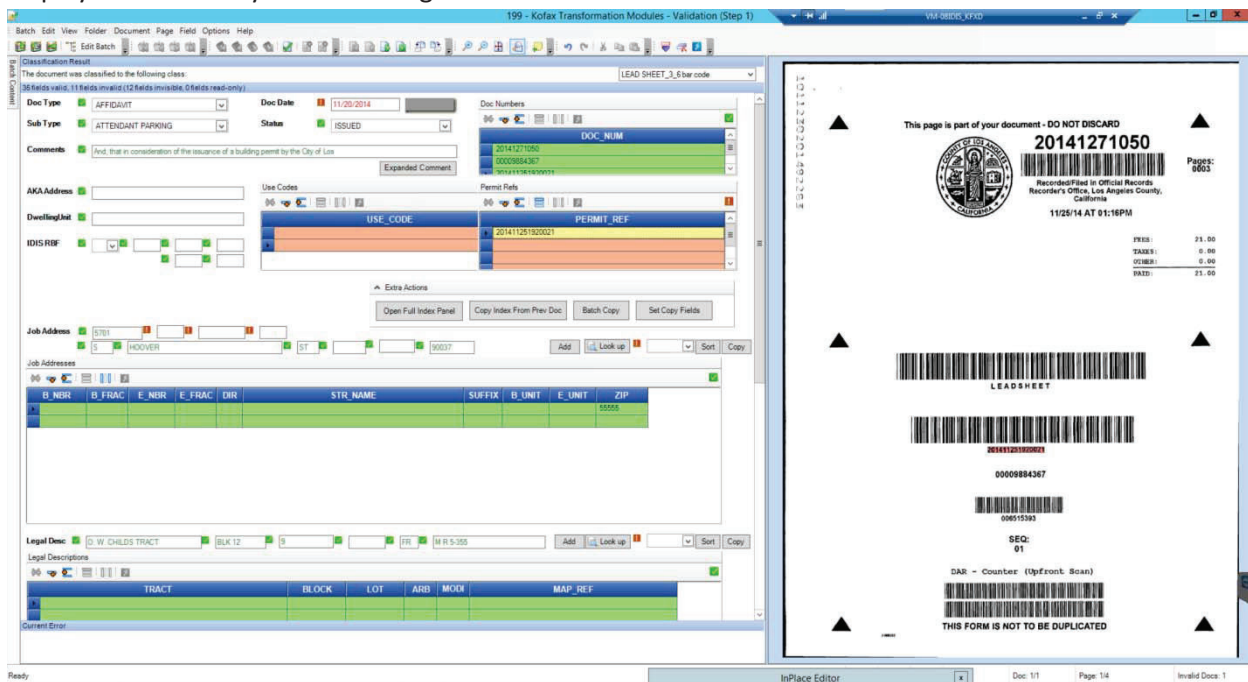 199 - Kofax Transformation Modules - Validation (Step 1)
VM-08IDIS_KFXD
Batch Edit View Folder Document Page Field Options Help
Edit Batch
Batch Content
Classification Result
The document was classified to the following class:
LEAD SHEET_3_6 bar code
36 fields valid, 11 fields invalid (12 fields invisible, 0 fields read-only)
Doc Type
AFFIDAVIT
Doc Date
11/20/2014
Sub Type
ATTENDANT PARKING
Status
ISSUED
Comments
And, that in consideration of the issuance of a building permit by the City of Los
Expanded Comment
Doc Numbers
DOC_NUM
20141271050
00009884367
201411251920021
AKA Address
DwellingUnit
IDIS RBF
Use Codes
USE_CODE
Permit Refs
PERMIT_REF
201411251920021
Extra Actions
Open Full Index Panel
Copy Index From Prev Doc
Batch Copy
Set Copy Fields
Job Address
5701
S
HOOVER
ST
90037
Add
Look up
Sort
Copy
Job Addresses
B_NBR B_FRAC E_NBR E_FRAC DIR STR_NAME SUFFIX B_UNIT E_UNIT ZIP
55555
Legal Desc
O. W. CHILDS TRACT
BLK 12
9
FR
M R 5-355
Add
Look up
Sort
Copy
Legal Descriptions
TRACT BLOCK LOT ARB MODI MAP_REF
Current Error
Ready
This page is part of your document - DO NOT DISCARD
COUNTY OF LOS ANGELES
CALIFORNIA
20141271050
Pages:
0003
Recorded/Filed in Official Records
Recorder's Office, Los Angeles County,
California
11/25/14 AT 01:16PM
FEES: 21.00
TAXES: 0.00
OTHER: 0.00
PAID: 21.00
LEADSHEET
201411251920021
00009884367
006515393
SEQ:
01
DAR - Counter (Upfront Scan)
THIS FORM IS NOT TO BE DUPLICATED
InPlace Editor
x
Doc: 1/1
Page: 1/4
Invalid Docs: 1